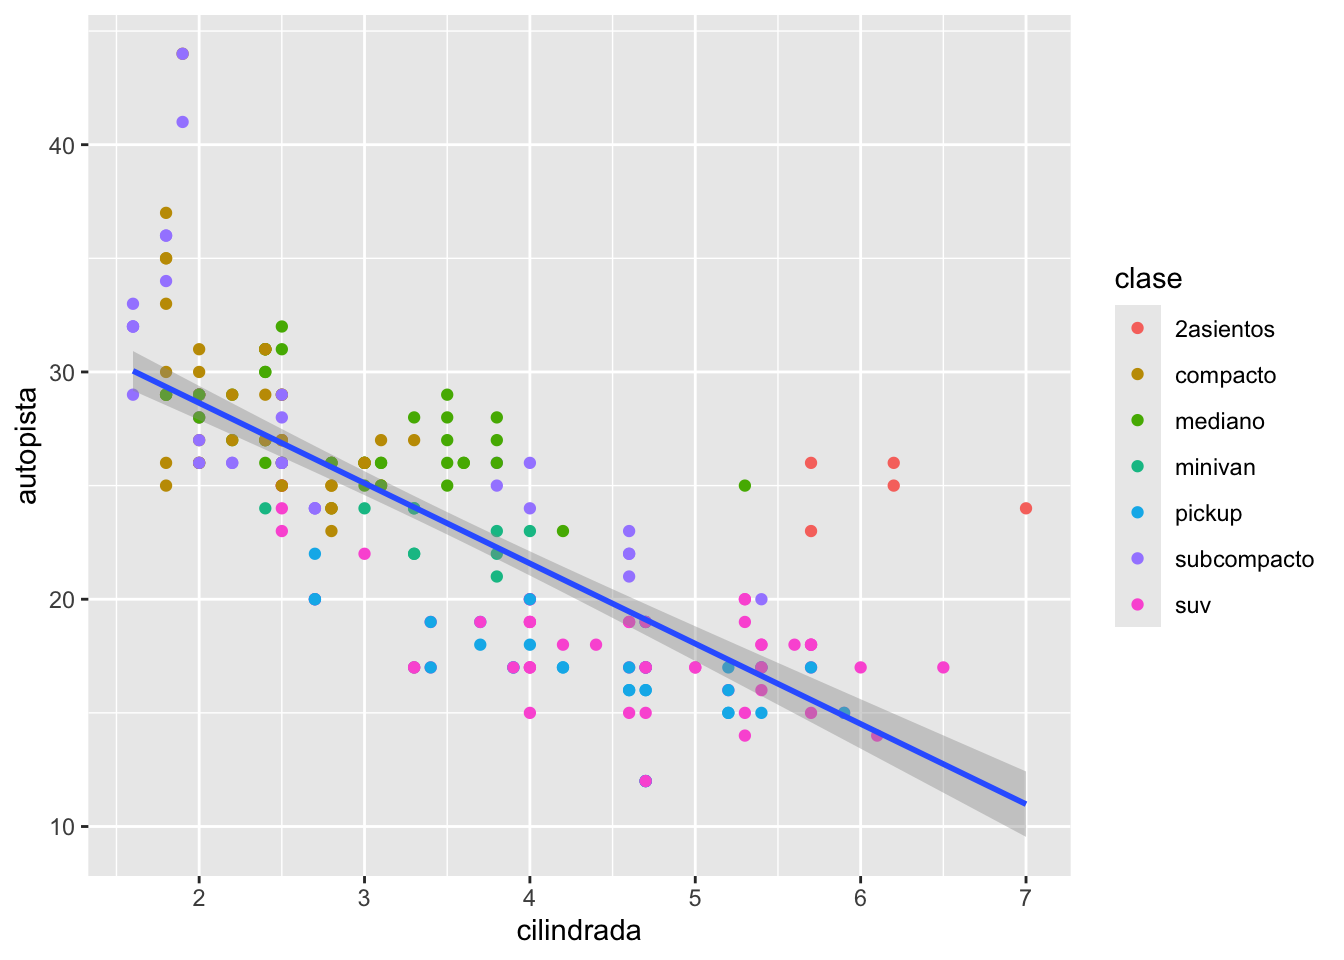 40
30
20
10
autopista
2 3 4 5 6 7
cilindrada
clase
2asientos
compacto
mediano
minivan
pickup
subcompacto
suv